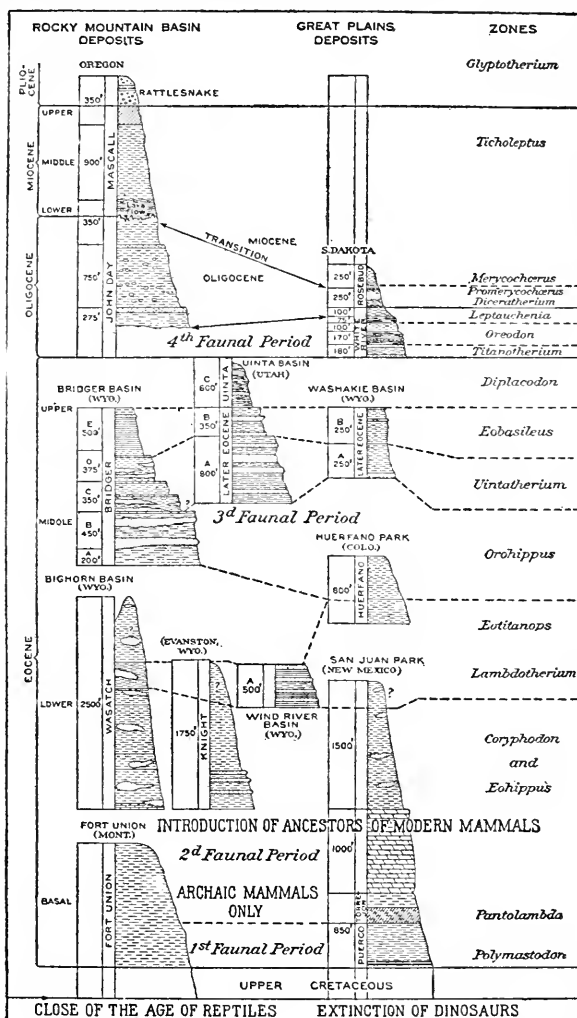 ROCKY MOUNTAIN BASIN
DEPOSITS
GREAT PLAINS
DEPOSITS
ZONES
OREGON
PLIOCENE
350'
RATTLESNAKE
Glyptotherium
MIOCENE
UPPER
MIDDLE
LOWER
900'
MASCALL
Ticholeptus
350'
TRANSITION
MIOCENE
OLIGOCENE
S. DAKOTA
OLIGOCENE
750'
JOHN DAY
275'
250'
250'
ROSEBUD
Merycochœrus
Promerycochœrus
Diceratherium
100'
75'
100'
170'
180'
WHITE RIVER
Leptauchenia
Oreodon
Titanotherium
4th Faunal Period
UINTA BASIN
(UTAH)
C
600'
UINTA
Diplacodon
BRIDGER BASIN
(WYO.)
WASHAKIE BASIN
(WYO.)
EOCENE
UPPER
E
500'
D
375'
C
350'
B
450'
A
200'
BRIDGER
MIDDLE
B
350'
A
800'
LATER EOCENE
B
250'
A
250'
LATER EOCENE
Eobasileus
Uintatherium
?
3d Faunal Period
HUERFANO PARK
(COLO.)
800'
HUERFANO
Orohippus
Eotitanops
BIGHORN BASIN
(WYO.)
?
LOWER
2500'
WASATCH
(EVANSTON,
WYO.)
?
1750'
KNIGHT
A
500'
WIND RIVER
BASIN
(WYO.)
SAN JUAN PARK
(NEW MEXICO)
?
Lambdotherium
1500'
Coryphodon
and
Eohippus
FORT UNION
(MONT.)
INTRODUCTION OF ANCESTORS OF MODERN MAMMALS
2d Faunal Period
1000'
BASAL
FORT UNION
ARCHAIC MAMMALS
ONLY
1st Faunal Period
850'
PUERCO
Pantolambda
Polymastodon
UPPER CRETACEOUS
CLOSE OF THE AGE OF REPTILES
EXTINCTION OF DINOSAURS